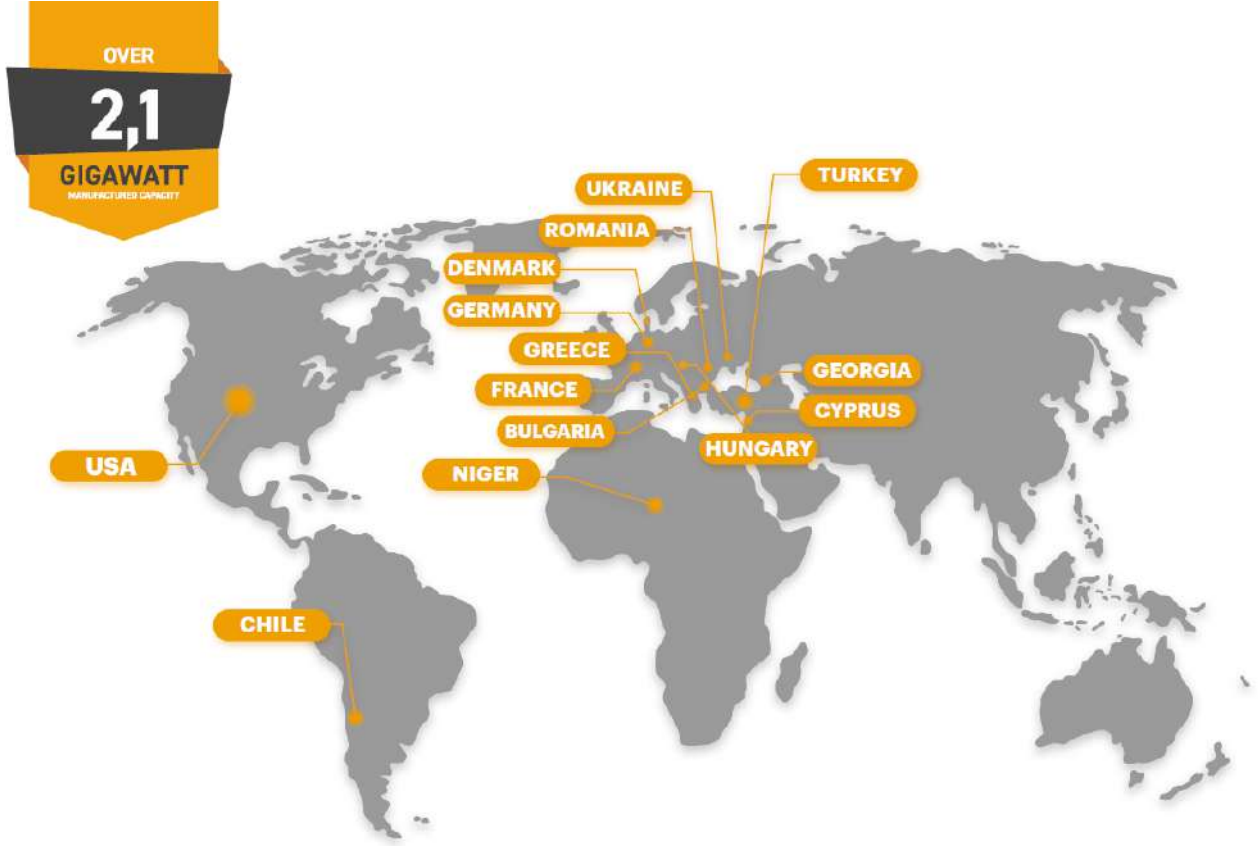 OVER
2,1
GIGAWATT
MANUFACTURED CAPACITY
TURKEY
UKRAINE
ROMANIA
DENMARK
GERMANY
GREECE
GEORGIA
FRANCE
CYPRUS
BULGARIA
HUNGARY
USA
NIGER
CHILE